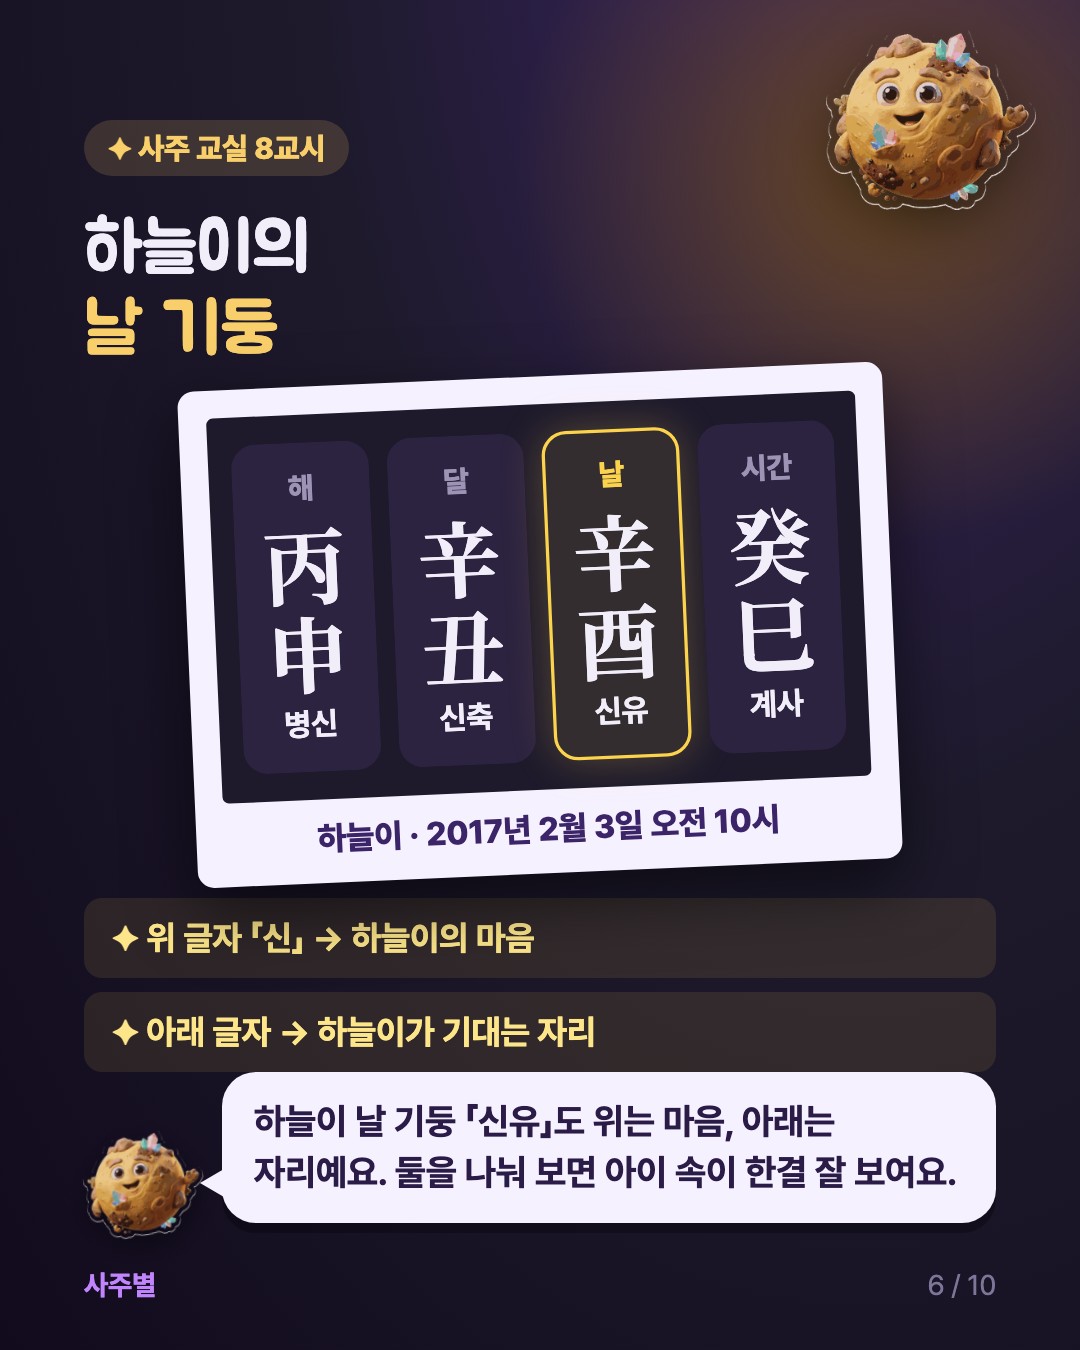 ✦ 사주 교실 8교시
하늘이의
날 기둥
해 달 날 시간
丙 辛 辛 癸
申 丑 酉 巳
병신 신축 신유 계사
하늘이 · 2017년 2월 3일 오전 10시
✦ 위 글자 「신」 → 하늘이의 마음
✦ 아래 글자 → 하늘이가 기대는 자리
하늘이 날 기둥 「신유」도 위는 마음, 아래는
자리예요. 둘을 나눠 보면 아이 속이 한결 잘 보여요.
사주별
6 / 10